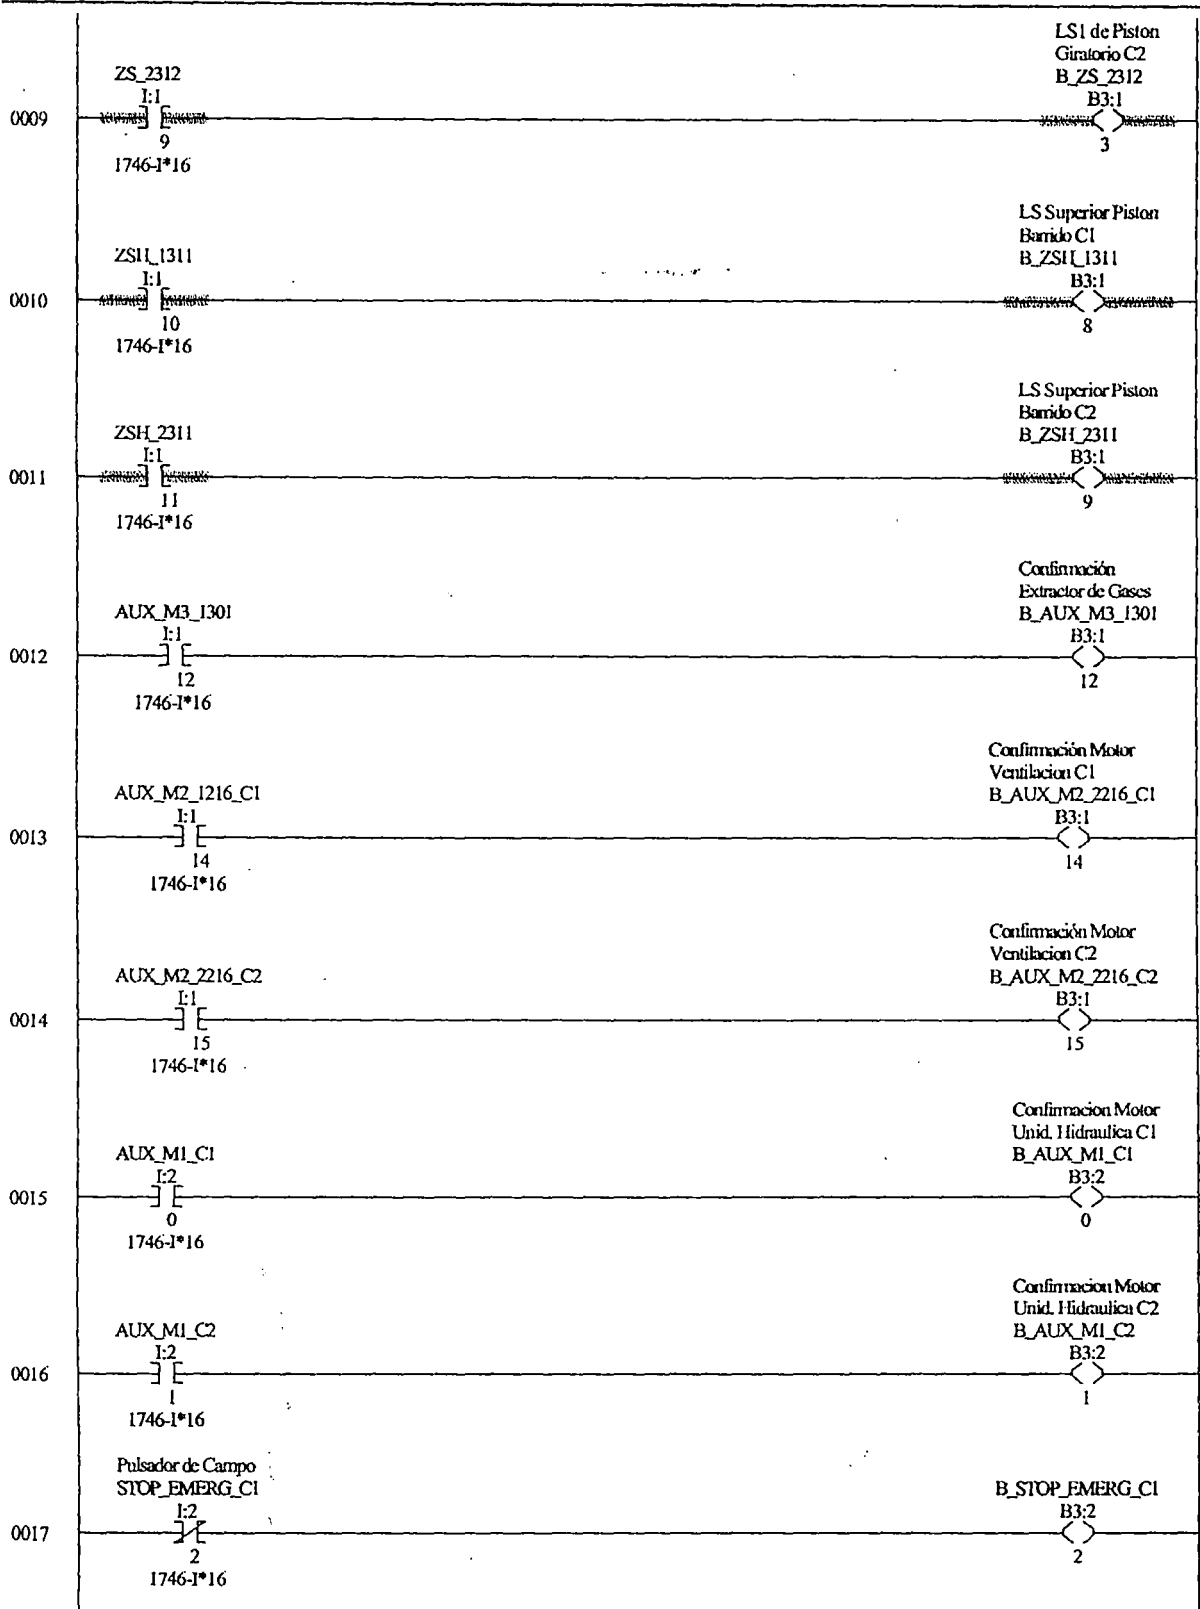 LS1 de Piston
Giratorio C2
ZS_2312
B_ZS_2312
I:1
B3:1
0009
9
3
1746-I*16
LS Superior Piston
Barrido C1
ZSH_1311
B_ZSH_1311
I:1
B3:1
0010
10
8
1746-I*16
LS Superior Piston
Barrido C2
ZSH_2311
B_ZSH_2311
I:1
B3:1
0011
11
9
1746-I*16
Confirmación
Extractor de Gases
AUX_M3_1301
B_AUX_M3_1301
I:1
B3:1
0012
12
12
1746-I*16
Confirmación Motor
Ventilacion C1
AUX_M2_1216_C1
B_AUX_M2_2216_C1
I:1
B3:1
0013
14
14
1746-I*16
Confirmación Motor
Ventilacion C2
AUX_M2_2216_C2
B_AUX_M2_2216_C2
I:1
B3:1
0014
15
15
1746-I*16
Confirmacion Motor
Unid. Hidraulica C1
AUX_M1_C1
B_AUX_M1_C1
I:2
B3:2
0015
0
0
1746-I*16
Confirmacion Motor
Unid. Hidraulica C2
AUX_M1_C2
B_AUX_M1_C2
I:2
B3:2
0016
1
1
1746-I*16
Pulsador de Campo
STOP_EMERG_C1
B_STOP_EMERG_C1
I:2
B3:2
0017
2
2
1746-I*16